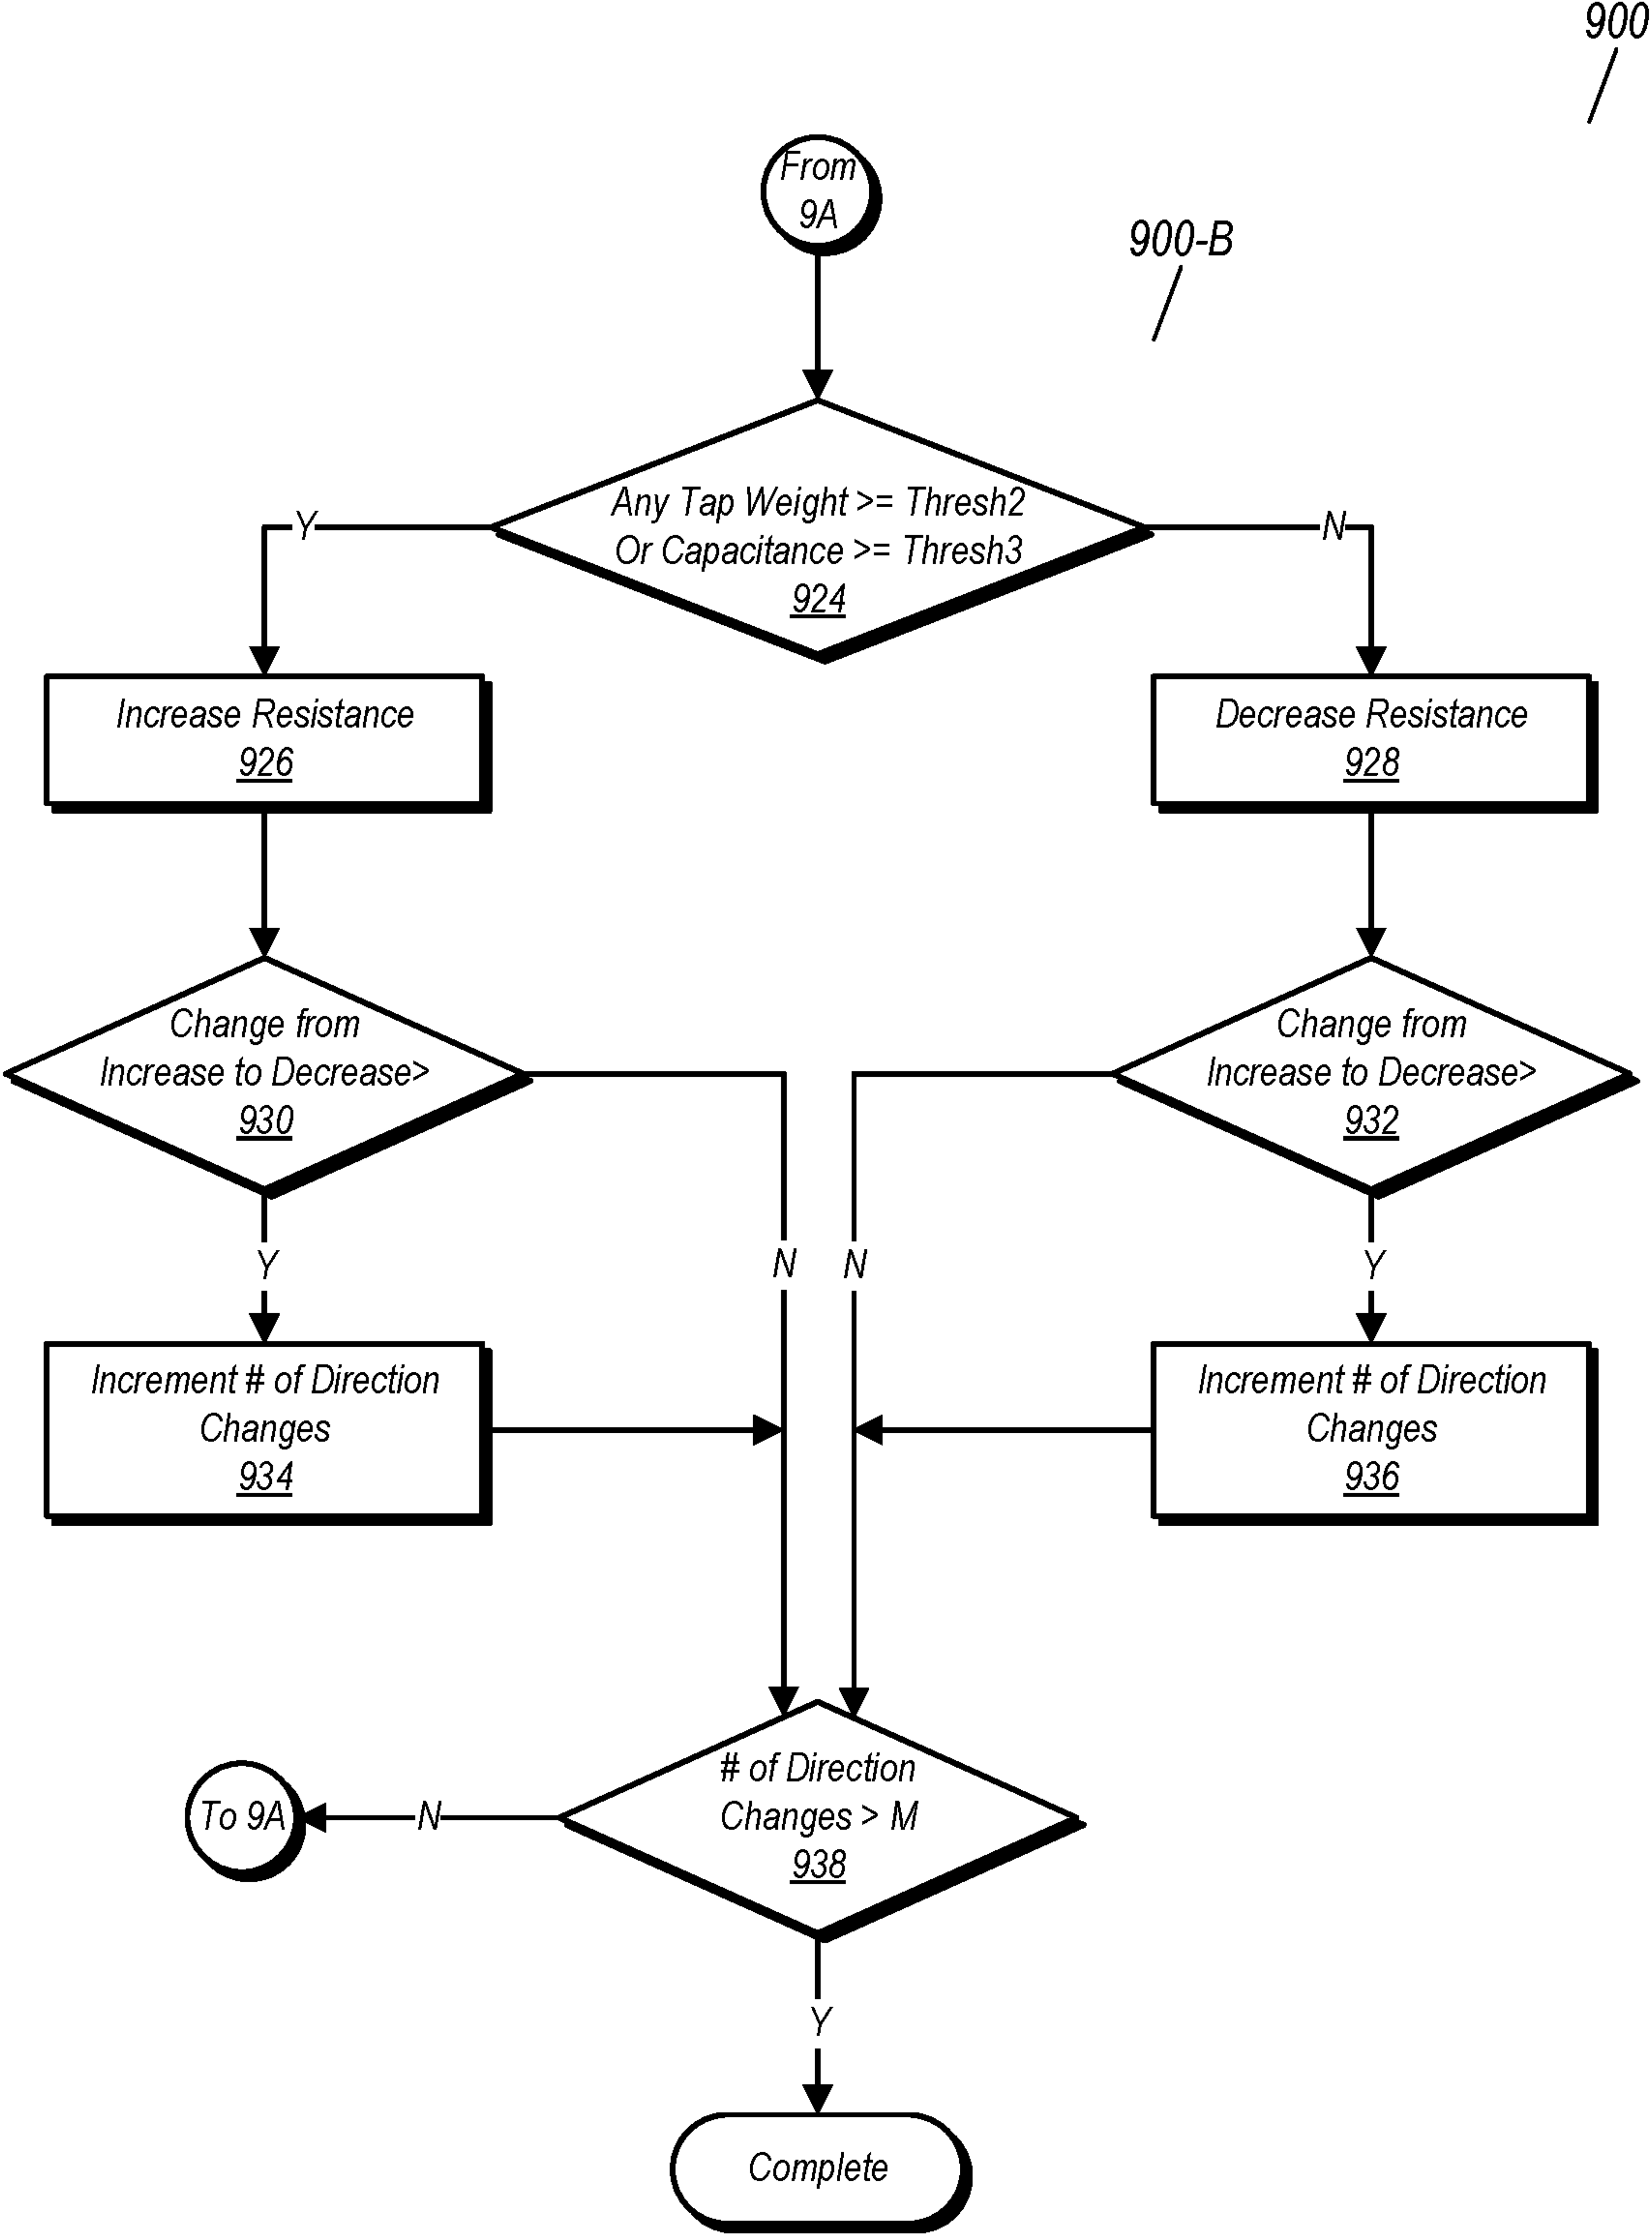 900
From
9A
900-B
Any Tap Weight >= Thresh2
Or Capacitance >= Thresh3
924
Y
N
Increase Resistance
926
Decrease Resistance
928
Change from
Increase to Decrease>
930
Change from
Increase to Decrease>
932
Y
N
N
Y
Increment # of Direction
Changes
934
Increment # of Direction
Changes
936
# of Direction
Changes > M
938
To 9A
N
Y
Complete